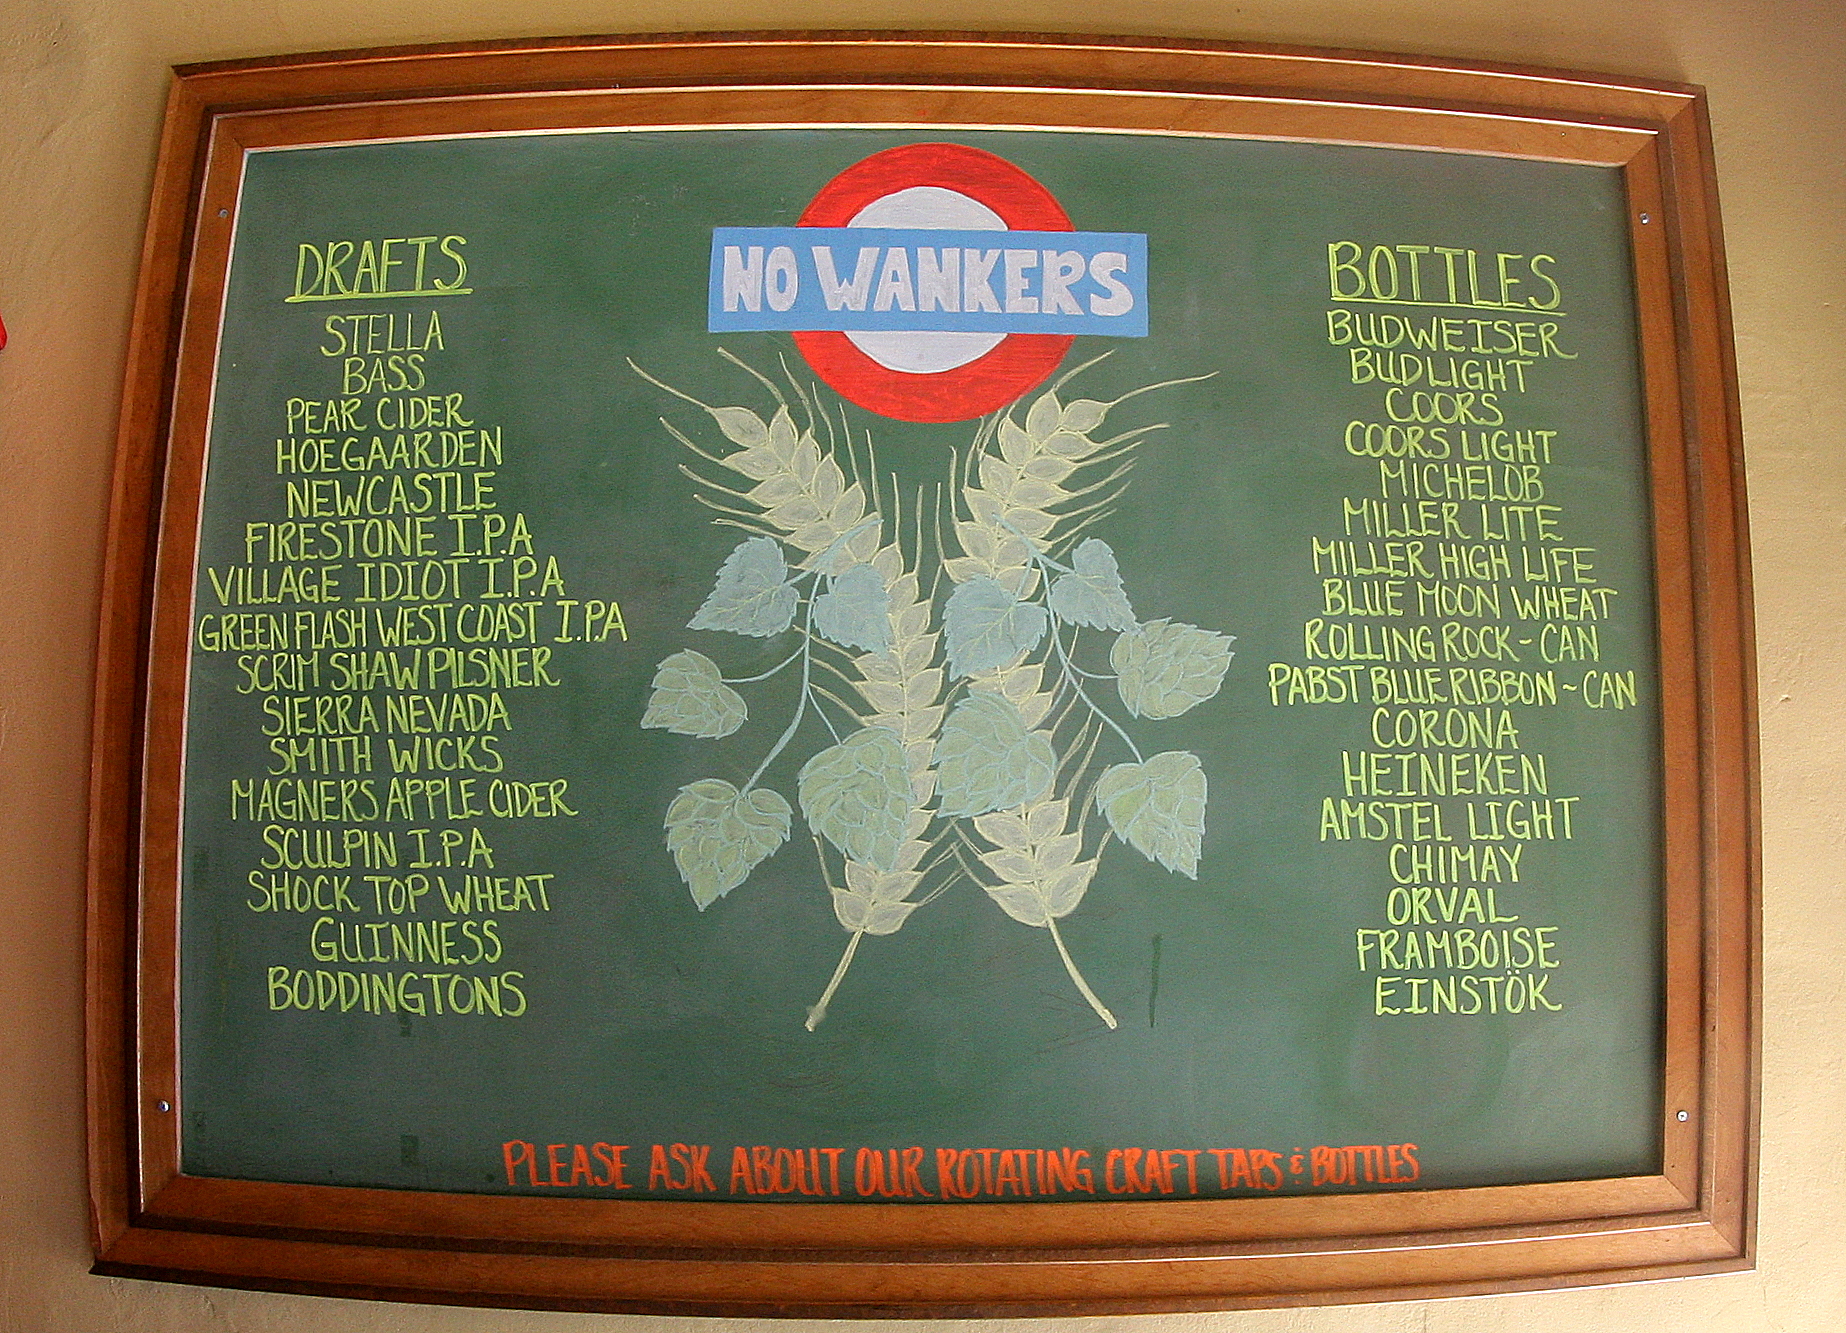 NO WANKERS
DRAFTS
STELLA
BASS
PEAR CIDER
HOEGAARDEN
NEWCASTLE
FIRESTONE I.P.A
VILLAGE IDIOT I.P.A
GREEN FLASH WEST COAST I.P.A
SCRIM SHAW PILSNER
SIERRA NEVADA
SMITH WICKS
MAGNERS APPLE CIDER
SCULPIN I.P.A
SHOCK TOP WHEAT
GUINNESS
BODDINGTONS
BOTTLES
BUDWEISER
BUDLIGHT
COORS
COORS LIGHT
MICHELOB
MILLER LITE
MILLER HIGH LIFE
BLUE MOON WHEAT
ROLLING ROCK ~ CAN
PABST BLUE RIBBON ~ CAN
CORONA
HEINEKEN
AMSTEL LIGHT
CHIMAY
ORVAL
FRAMBOISE
EINSTÖK
PLEASE ASK ABOUT OUR ROTATING CRAFT TAPS & BOTTLES